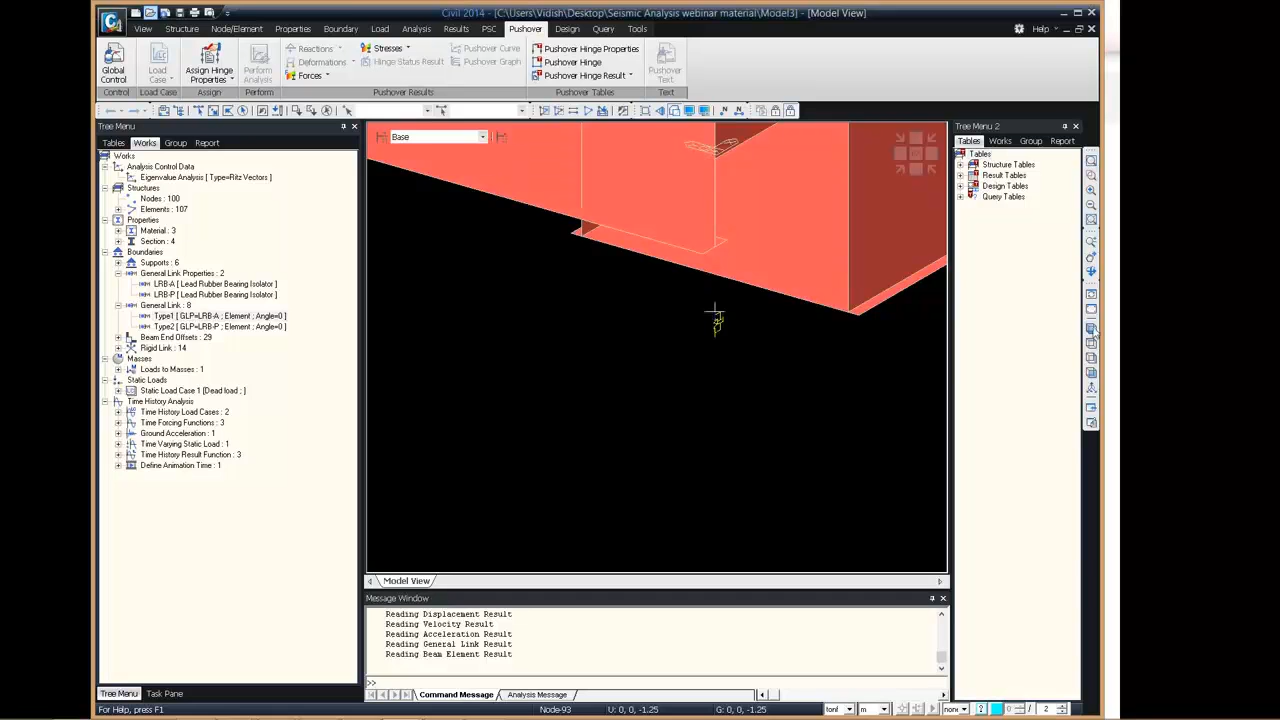 Civil 2014 - [C:\Users\Vidish\Desktop\Seismic Analysis webinar material\Model3] - [Model View]
View Structure Node/Element Properties Boundary Load Analysis Results PSC Pushover Design Query Tools Help
Global Control
Load Case
Assign Hinge Properties
Perform Analysis
Reactions
Deformations
Forces
Stresses
Hinge Status Result
Pushover Curve
Pushover Graph
Pushover Hinge Properties
Pushover Hinge
Pushover Hinge Result
Pushover Text
Control Load Case Assign Perform Pushover Results Pushover Tables Text
Tree Menu
Tables Works Group Report
Works
Analysis Control Data
Eigenvalue Analysis [ Type=Ritz Vectors ]
Structures
Nodes : 100
Elements : 107
Properties
Material : 3
Section : 4
Boundaries
Supports : 6
General Link Properties : 2
LRB-A [ Lead Rubber Bearing Isolator ]
LRB-P [ Lead Rubber Bearing Isolator ]
General Link : 8
Type1 [ GLP=LRB-A ; Element ; Angle=0 ]
Type2 [ GLP=LRB-P ; Element ; Angle=0 ]
Beam End Offsets : 29
Rigid Link : 14
Masses
Loads to Masses : 1
Static Loads
Static Load Case 1 [Dead load ; ]
Time History Analysis
Time History Load Cases : 2
Time Forcing Functions : 3
Ground Acceleration : 1
Time Varying Static Load : 1
Time History Result Function : 3
Define Animation Time : 1
Tree Menu Task Pane
Base
Model View
Message Window
Reading Displacement Result
Reading Velocity Result
Reading Acceleration Result
Reading General Link Result
Reading Beam Element Result
>>
Command Message Analysis Message
Tree Menu 2
Tables Works Group Report
Tables
Structure Tables
Result Tables
Design Tables
Query Tables
For Help, press F1
Node-93
U: 0, 0, -1.25
G: 0, 0, -1.25
tonf
m
none
0 / 2